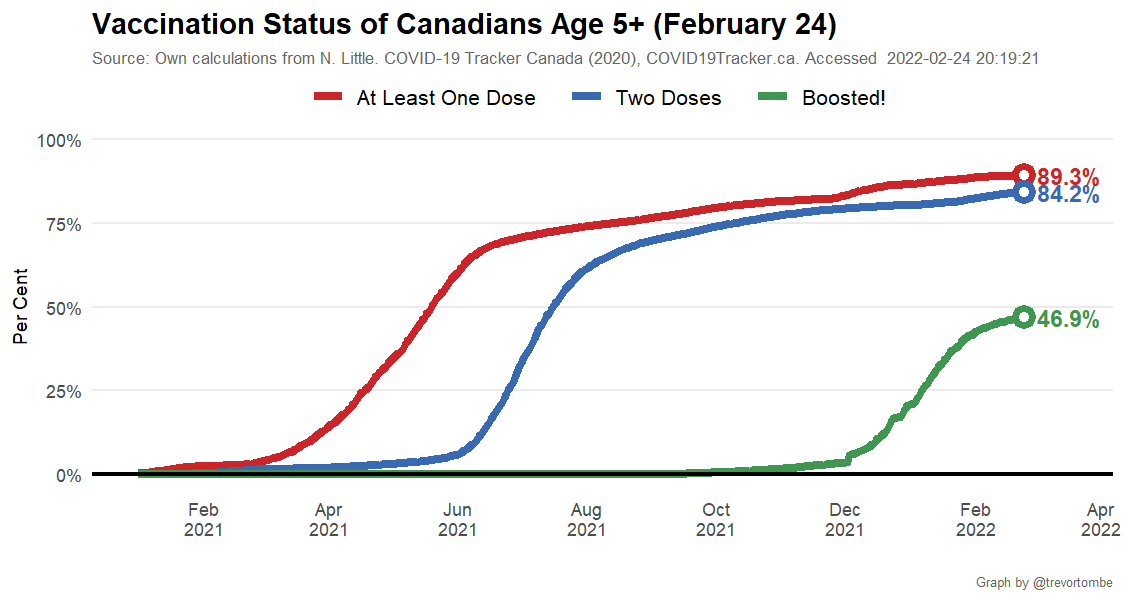 Vaccination Status of Canadians Age 5+ (February 24)
Source: Own calculations from N. Little. COVID-19 Tracker Canada (2020), COVID19Tracker.ca. Accessed  2022-02-24 20:19:21
At Least One Dose Two Doses Boosted!
100%
89.3%
84.2%
75%
Per Cent
50%
46.9%
25%
0%
Feb Apr Jun Aug Oct Dec Feb Apr
2021 2021 2021 2021 2021 2021 2022 2022
Graph by @trevortombe